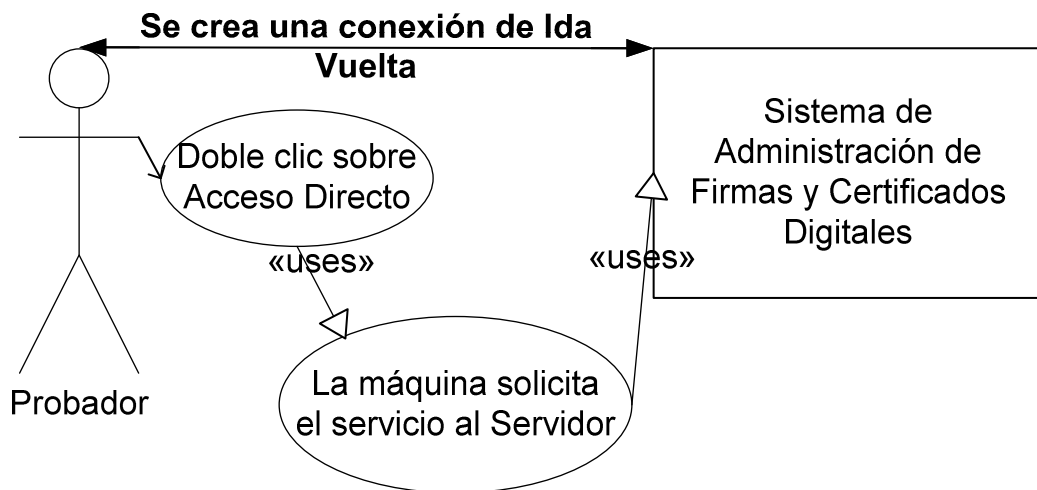 Se crea una conexión de Ida
Vuelta
Doble clic sobre
Acceso Directo
«uses»
La máquina solicita
el servicio al Servidor
«uses»
Sistema de
Administración de
Firmas y Certificados
Digitales
Probador